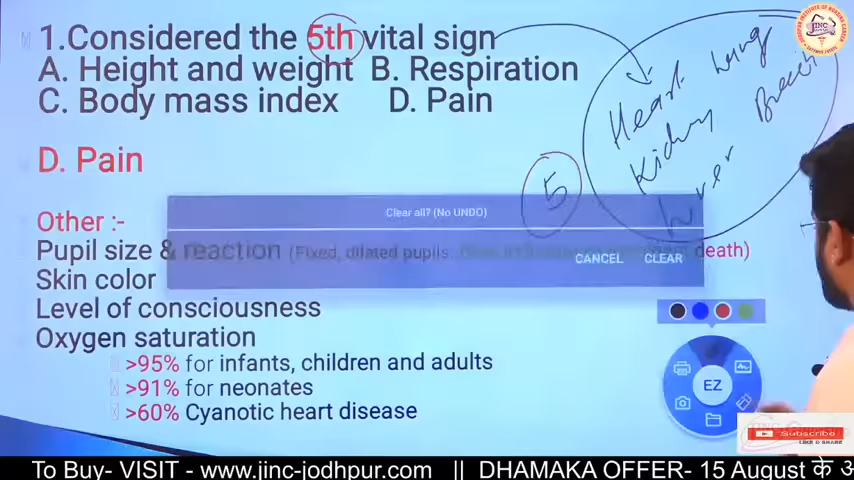 1.Considered the 5th vital sign
A. Height and weight B. Respiration
C. Body mass index D. Pain
D. Pain
Other :-
Pupil size & reaction (Fixed, dilated pupils: death)
Skin color
Level of consciousness
Oxygen saturation
>95% for infants, children and adults
>91% for neonates
>60% Cyanotic heart disease
Heart Lung
Kidney
Liver
5
Clear all? (No UNDO)
CANCEL CLEAR
EZ
Subscribe
LIKE & SHARE
To Buy- VISIT - www.jinc-jodhpur.com || DHAMAKA OFFER- 15 August के अ